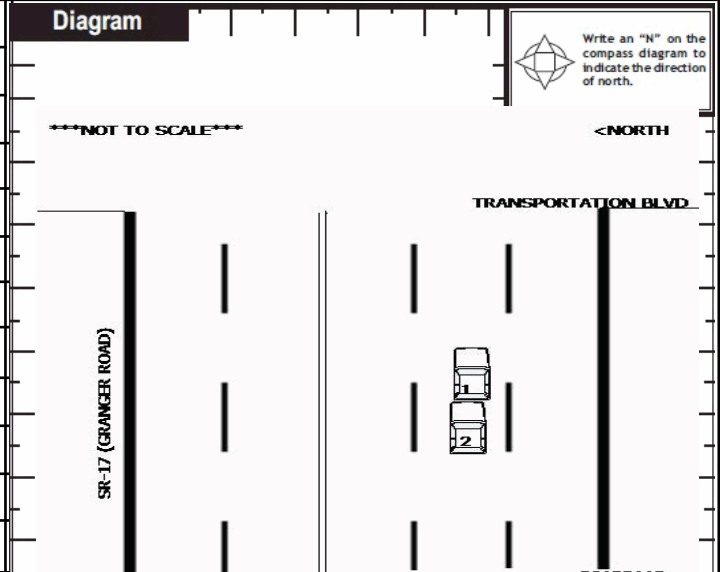 Diagram
Write an “N” on the
compass diagram to
indicate the direction
of north.
***NOT TO SCALE***
<NORTH
TRANSPORTATION BLVD
SR-17 (GRANGER ROAD)
1
2